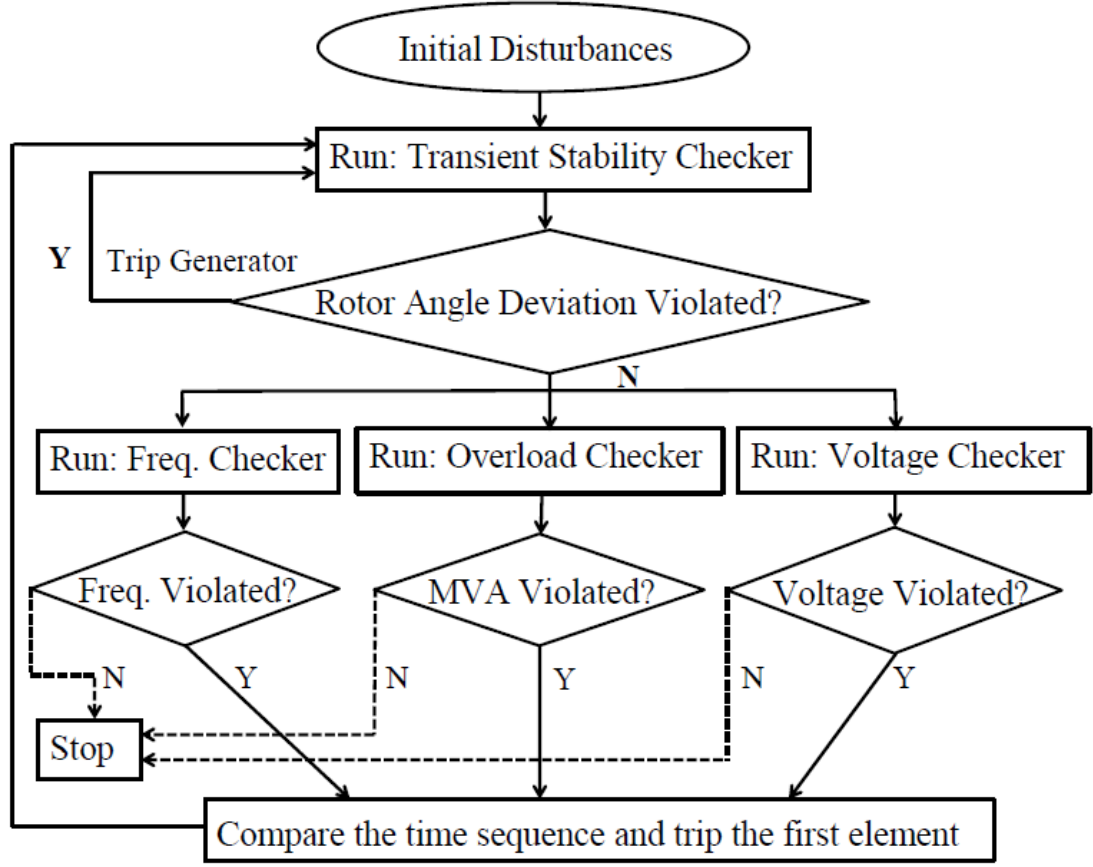 Initial Disturbances
Run: Transient Stability Checker
Y
Trip Generator
Rotor Angle Deviation Violated?
N
Run: Freq. Checker
Run: Overload Checker
Run: Voltage Checker
Freq. Violated?
MVA Violated?
Voltage Violated?
N
Y
N
Y
N
Y
Stop
Compare the time sequence and trip the first element